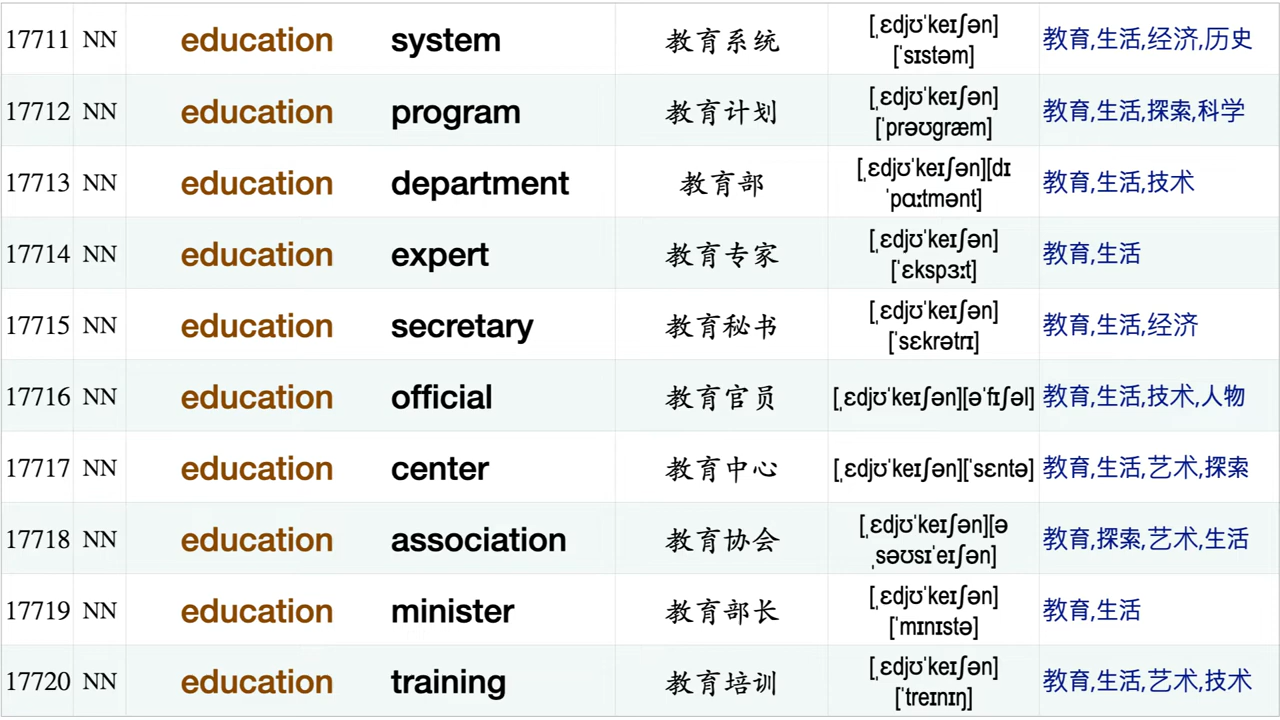 17711 NN education system 教育系统 [ˌɛdjʊˈkeɪʃən] ['sɪstəm] 教育,生活,经济,历史
17712 NN education program 教育计划 [ˌɛdjʊˈkeɪʃən] [ˈprəʊɡræm] 教育,生活,探索,科学
17713 NN education department 教育部 [ˌɛdjʊˈkeɪʃən][dɪ ˈpɑːtmənt] 教育,生活,技术
17714 NN education expert 教育专家 [ˌɛdjʊˈkeɪʃən] [ˈɛkspɜːt] 教育,生活
17715 NN education secretary 教育秘书 [ˌɛdjʊˈkeɪʃən] [ˈsɛkrətrɪ] 教育,生活,经济
17716 NN education official 教育官员 [ˌɛdjʊˈkeɪʃən][əˈfɪʃəl] 教育,生活,技术,人物
17717 NN education center 教育中心 [ˌɛdjʊˈkeɪʃən][ˈsɛntə] 教育,生活,艺术,探索
17718 NN education association 教育协会 [ˌɛdjʊˈkeɪʃən][ə ˌsəʊsɪˈeɪʃən] 教育,探索,艺术,生活
17719 NN education minister 教育部长 [ˌɛdjʊˈkeɪʃən] [ˈmɪnɪstə] 教育,生活
17720 NN education training 教育培训 [ˌɛdjʊˈkeɪʃən] [ˈtreɪnɪŋ] 教育,生活,艺术,技术